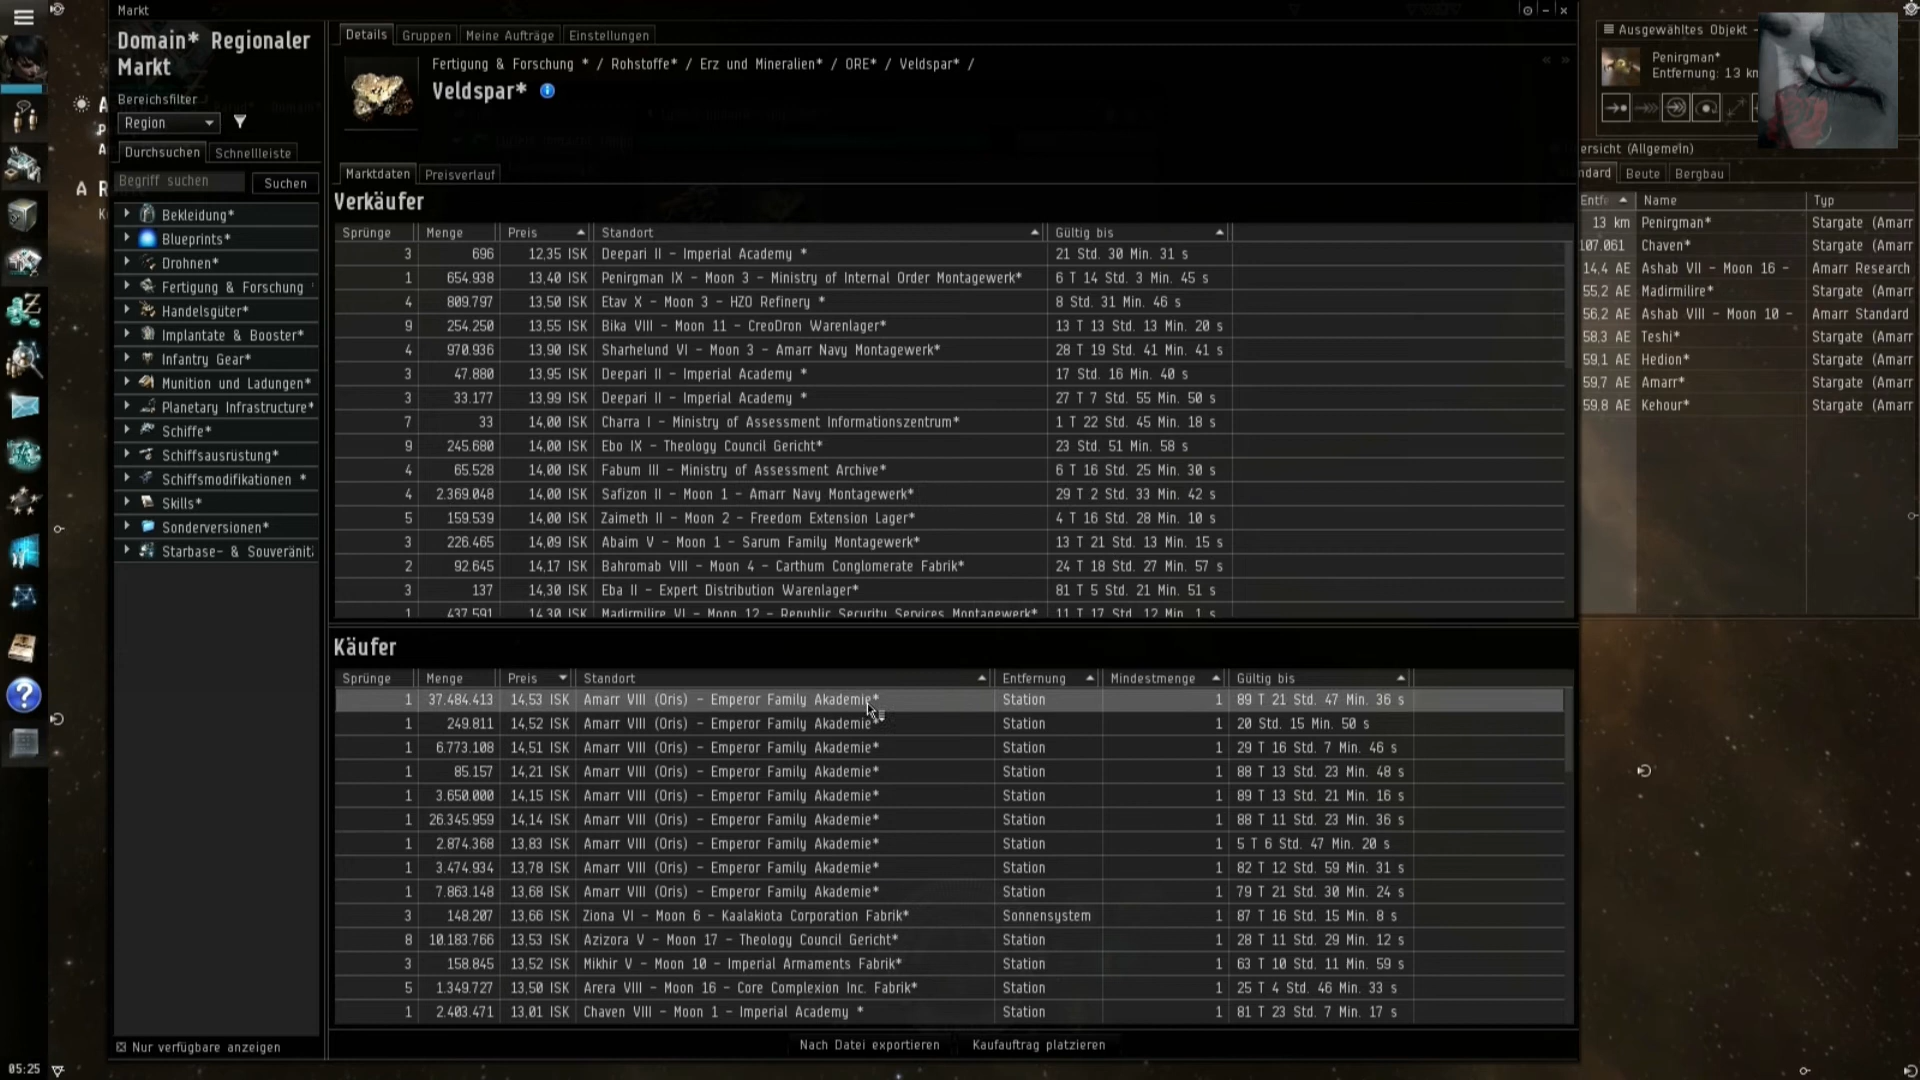 Markt
Domain* Regionaler
Markt
Bereichsfilter
Region
Durchsuchen
Schnellleiste
Begriff suchen
Suchen
Bekleidung*
Blueprints*
Drohnen*
Fertigung & Forschung
Handelsgüter*
Implantate & Booster*
Infantry Gear*
Munition und Ladungen*
Planetary Infrastructure*
Schiffe*
Schiffsausrüstung*
Schiffsmodifikationen *
Skills*
Sonderversionen*
Starbase- & Souveränit
Nur verfügbare anzeigen
05:25
Details Gruppen Meine Aufträge Einstellungen
Fertigung & Forschung * / Rohstoffe* / Erz und Mineralien* / ORE* / Veldspar* /
Veldspar*
Marktdaten Preisverlauf
Verkäufer
Sprünge Menge Preis Standort Gültig bis
3 696 12,35 ISK Deepari II - Imperial Academy * 21 Std. 30 Min. 31 s
1 654.938 13,40 ISK Penirgman IX - Moon 3 - Ministry of Internal Order Montagewerk* 6 T 14 Std. 3 Min. 45 s
4 809.797 13,50 ISK Etav X - Moon 3 - HZO Refinery * 8 Std. 31 Min. 46 s
9 254.250 13,55 ISK Bika VIII - Moon 11 - CreoDron Warenlager* 13 T 13 Std. 13 Min. 20 s
4 970.936 13,90 ISK Sharhelund VI - Moon 3 - Amarr Navy Montagewerk* 28 T 19 Std. 41 Min. 41 s
3 47.880 13,95 ISK Deepari II - Imperial Academy * 17 Std. 16 Min. 40 s
3 33.177 13,99 ISK Deepari II - Imperial Academy * 27 T 7 Std. 55 Min. 50 s
7 33 14,00 ISK Charra I - Ministry of Assessment Informationszentrum* 1 T 22 Std. 45 Min. 18 s
9 245.680 14,00 ISK Ebo IX - Theology Council Gericht* 23 Std. 51 Min. 58 s
4 65.528 14,00 ISK Fabum III - Ministry of Assessment Archive* 6 T 16 Std. 25 Min. 30 s
4 2.369.048 14,00 ISK Safizon II - Moon 1 - Amarr Navy Montagewerk* 29 T 2 Std. 33 Min. 42 s
5 159.539 14,00 ISK Zaimeth II - Moon 2 - Freedom Extension Lager* 4 T 16 Std. 28 Min. 10 s
3 226.465 14,09 ISK Abaim V - Moon 1 - Sarum Family Montagewerk* 13 T 21 Std. 13 Min. 15 s
2 92.645 14,17 ISK Bahromab VIII - Moon 4 - Carthum Conglomerate Fabrik* 24 T 18 Std. 27 Min. 57 s
3 137 14,30 ISK Eba II - Expert Distribution Warenlager* 81 T 5 Std. 21 Min. 51 s
1 437.591 14,30 ISK Madirmilire VI - Moon 12 - Republic Security Services Montagewerk* 11 T 17 Std. 12 Min. 1 s
Käufer
Sprünge Menge Preis Standort Entfernung Mindestmenge Gültig bis
1 37.484.413 14,53 ISK Amarr VIII (Oris) - Emperor Family Akademie* Station 1 89 T 21 Std. 47 Min. 36 s
1 249.811 14,52 ISK Amarr VIII (Oris) - Emperor Family Akademie* Station 1 20 Std. 15 Min. 50 s
1 6.773.108 14,51 ISK Amarr VIII (Oris) - Emperor Family Akademie* Station 1 29 T 16 Std. 7 Min. 46 s
1 85.157 14,21 ISK Amarr VIII (Oris) - Emperor Family Akademie* Station 1 88 T 13 Std. 23 Min. 48 s
1 3.650.000 14,15 ISK Amarr VIII (Oris) - Emperor Family Akademie* Station 1 89 T 13 Std. 21 Min. 16 s
1 26.345.959 14,14 ISK Amarr VIII (Oris) - Emperor Family Akademie* Station 1 88 T 11 Std. 23 Min. 36 s
1 2.874.368 13,83 ISK Amarr VIII (Oris) - Emperor Family Akademie* Station 1 5 T 6 Std. 47 Min. 20 s
1 3.474.934 13,78 ISK Amarr VIII (Oris) - Emperor Family Akademie* Station 1 82 T 12 Std. 59 Min. 31 s
1 7.863.148 13,68 ISK Amarr VIII (Oris) - Emperor Family Akademie* Station 1 79 T 21 Std. 30 Min. 24 s
3 148.207 13,66 ISK Ziona VI - Moon 6 - Kaalakiota Corporation Fabrik* Sonnensystem 1 87 T 16 Std. 15 Min. 8 s
8 10.183.766 13,53 ISK Azizora V - Moon 17 - Theology Council Gericht* Station 1 28 T 11 Std. 29 Min. 12 s
3 158.845 13,52 ISK Mikhir V - Moon 10 - Imperial Armaments Fabrik* Station 1 63 T 10 Std. 11 Min. 59 s
5 1.349.727 13,50 ISK Arera VIII - Moon 16 - Core Complexion Inc. Fabrik* Station 1 25 T 4 Std. 46 Min. 33 s
1 2.403.471 13,01 ISK Chaven VIII - Moon 1 - Imperial Academy * Station 1 81 T 23 Std. 7 Min. 17 s
Nach Datei exportieren Kaufauftrag platzieren
Ausgewähltes Objekt -
Penirgman*
Entfernung: 13 km
ersicht (Allgemein)
ndard Beute Bergbau
Entfe Name Typ
13 km Penirgman* Stargate (Amarr
107.061 Chaven* Stargate (Amarr
14,4 AE Ashab VII - Moon 16 - Amarr Research
55,2 AE Madirmilire* Stargate (Amarr
56,2 AE Ashab VIII - Moon 10 - Amarr Standard
58,3 AE Teshi* Stargate (Amarr
59,1 AE Hedion* Stargate (Amarr
59,7 AE Amarr* Stargate (Amarr
59,8 AE Kehour* Stargate (Amarr